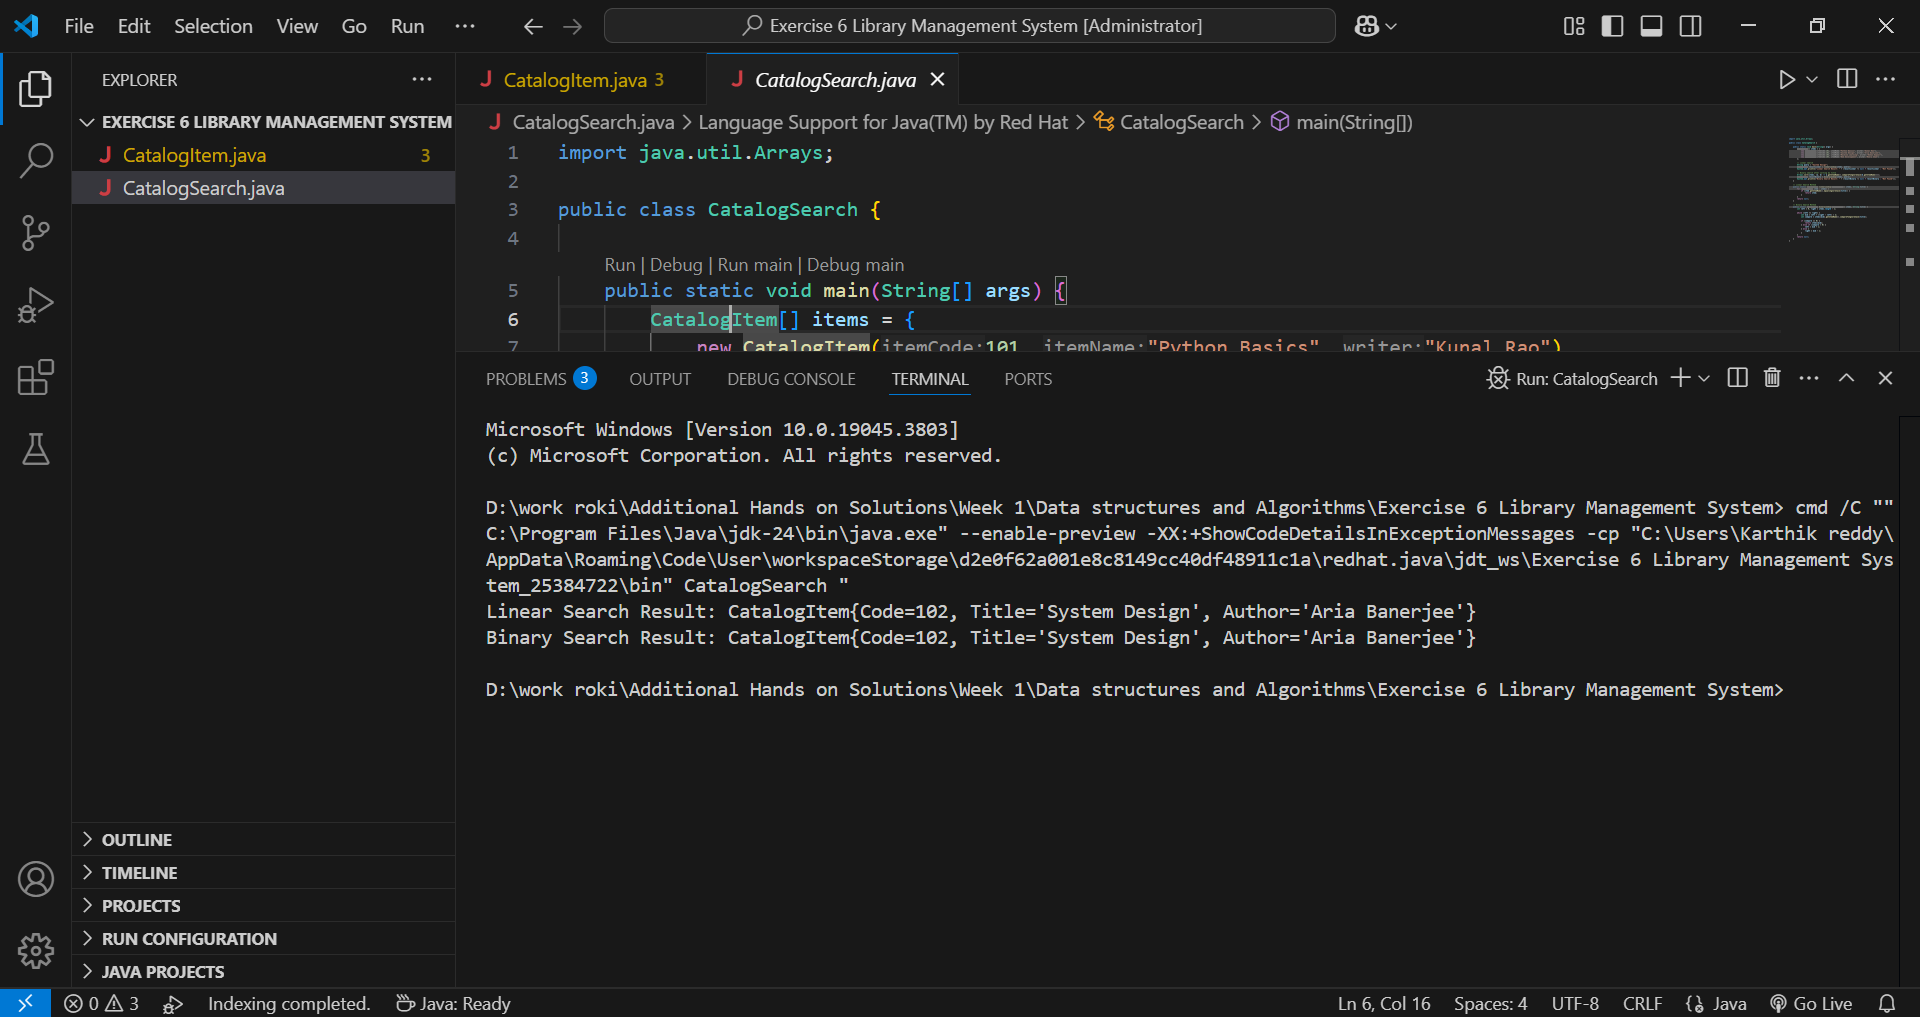 File Edit Selection View Go Run ··· Exercise 6 Library Management System [Administrator]
EXPLORER ···
EXERCISE 6 LIBRARY MANAGEMENT SYSTEM
CatalogItem.java 3
CatalogSearch.java
OUTLINE
TIMELINE
PROJECTS
RUN CONFIGURATION
JAVA PROJECTS
CatalogItem.java 3 CatalogSearch.java
CatalogSearch.java > Language Support for Java(TM) by Red Hat > CatalogSearch > main(String[])
1 import java.util.Arrays;
2
3 public class CatalogSearch {
4
Run | Debug | Run main | Debug main
5 public static void main(String[] args) {
6 CatalogItem[] items = {
7 new CatalogItem(itemCode:101, itemName:"Python Basics", writer:"Kunal Rao")
PROBLEMS 3 OUTPUT DEBUG CONSOLE TERMINAL PORTS Run: CatalogSearch
Microsoft Windows [Version 10.0.19045.3803]
(c) Microsoft Corporation. All rights reserved.
D:\work roki\Additional Hands on Solutions\Week 1\Data structures and Algorithms\Exercise 6 Library Management System> cmd /C ""
C:\Program Files\Java\jdk-24\bin\java.exe" --enable-preview -XX:+ShowCodeDetailsInExceptionMessages -cp "C:\Users\Karthik reddy\
AppData\Roaming\Code\User\workspaceStorage\d2e0f62a001e8c8149cc40df48911c1a\redhat.java\jdt_ws\Exercise 6 Library Management Sys
tem_25384722\bin" CatalogSearch "
Linear Search Result: CatalogItem{Code=102, Title='System Design', Author='Aria Banerjee'}
Binary Search Result: CatalogItem{Code=102, Title='System Design', Author='Aria Banerjee'}
D:\work roki\Additional Hands on Solutions\Week 1\Data structures and Algorithms\Exercise 6 Library Management System>
0 3 Indexing completed. Java: Ready Ln 6, Col 16 Spaces: 4 UTF-8 CRLF Java Go Live